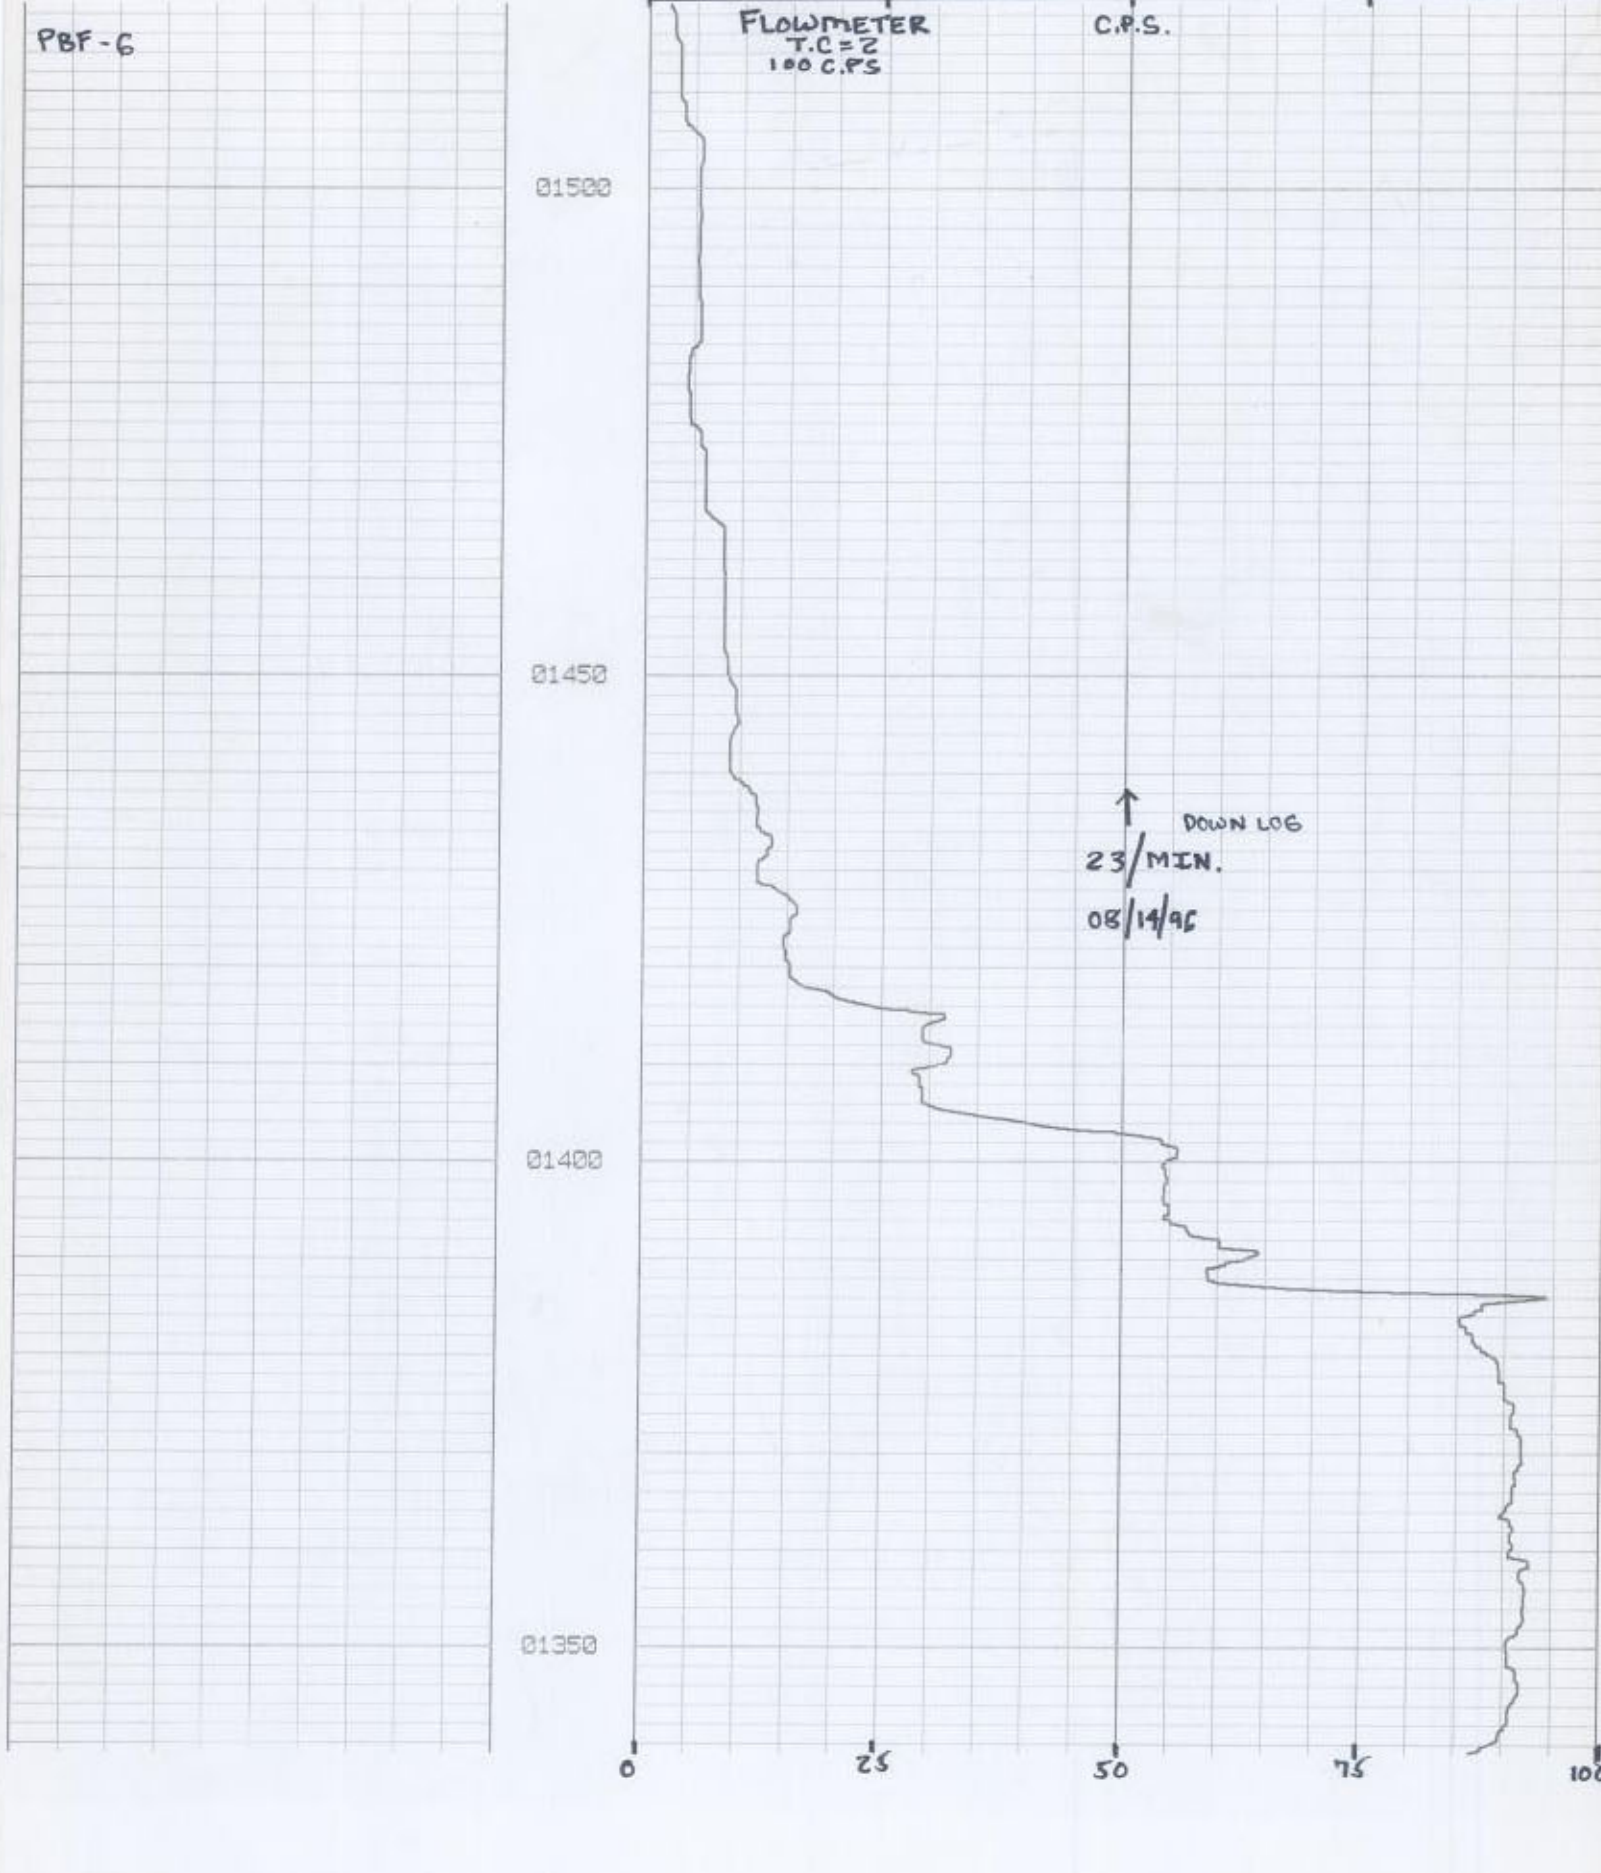 PBF-6
FLOWMETER C.P.S.
T.C=2
100 C.PS
01500
01450
DOWN LOG
23/MIN.
08/14/96
01400
01350
0 25 50 75 100